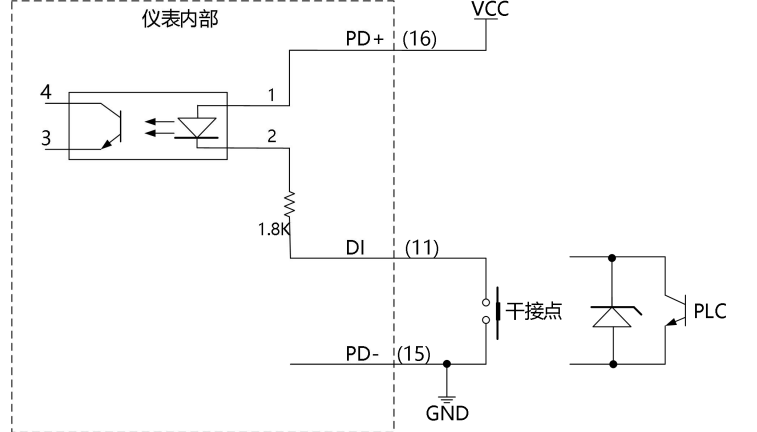 仪表内部
VCC
PD+ (16)
4
1
3
2
1.8K
DI (11)
干接点
PLC
PD- (15)
GND